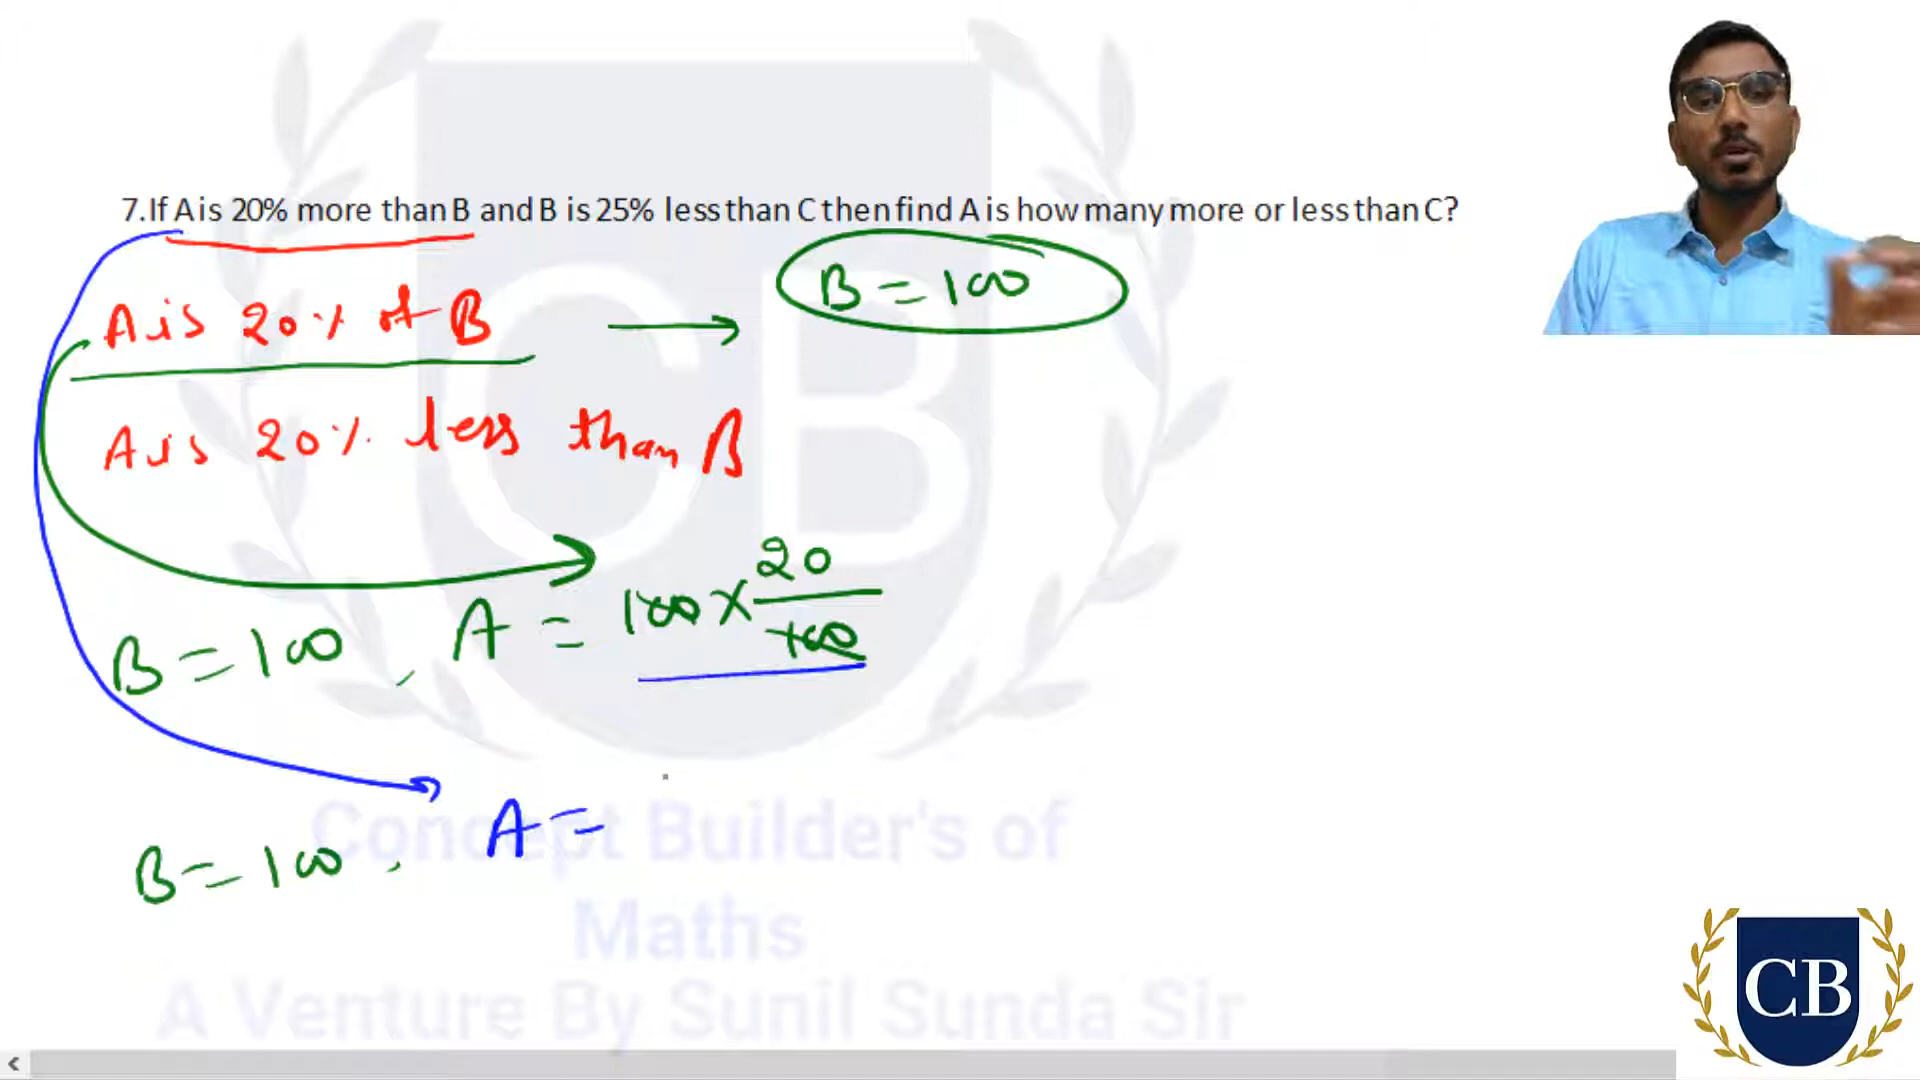 7.If A is 20% more than B and B is 25% less than C then find A is how many more or less than C?
B = 100
A is 20% of B
A is 20% less than B
20
B = 100 , A = 100 × 
100
A =
B = 100 ,
Concept Builder's of
Maths
A Venture By Sunil Sunda Sir
CB
CB